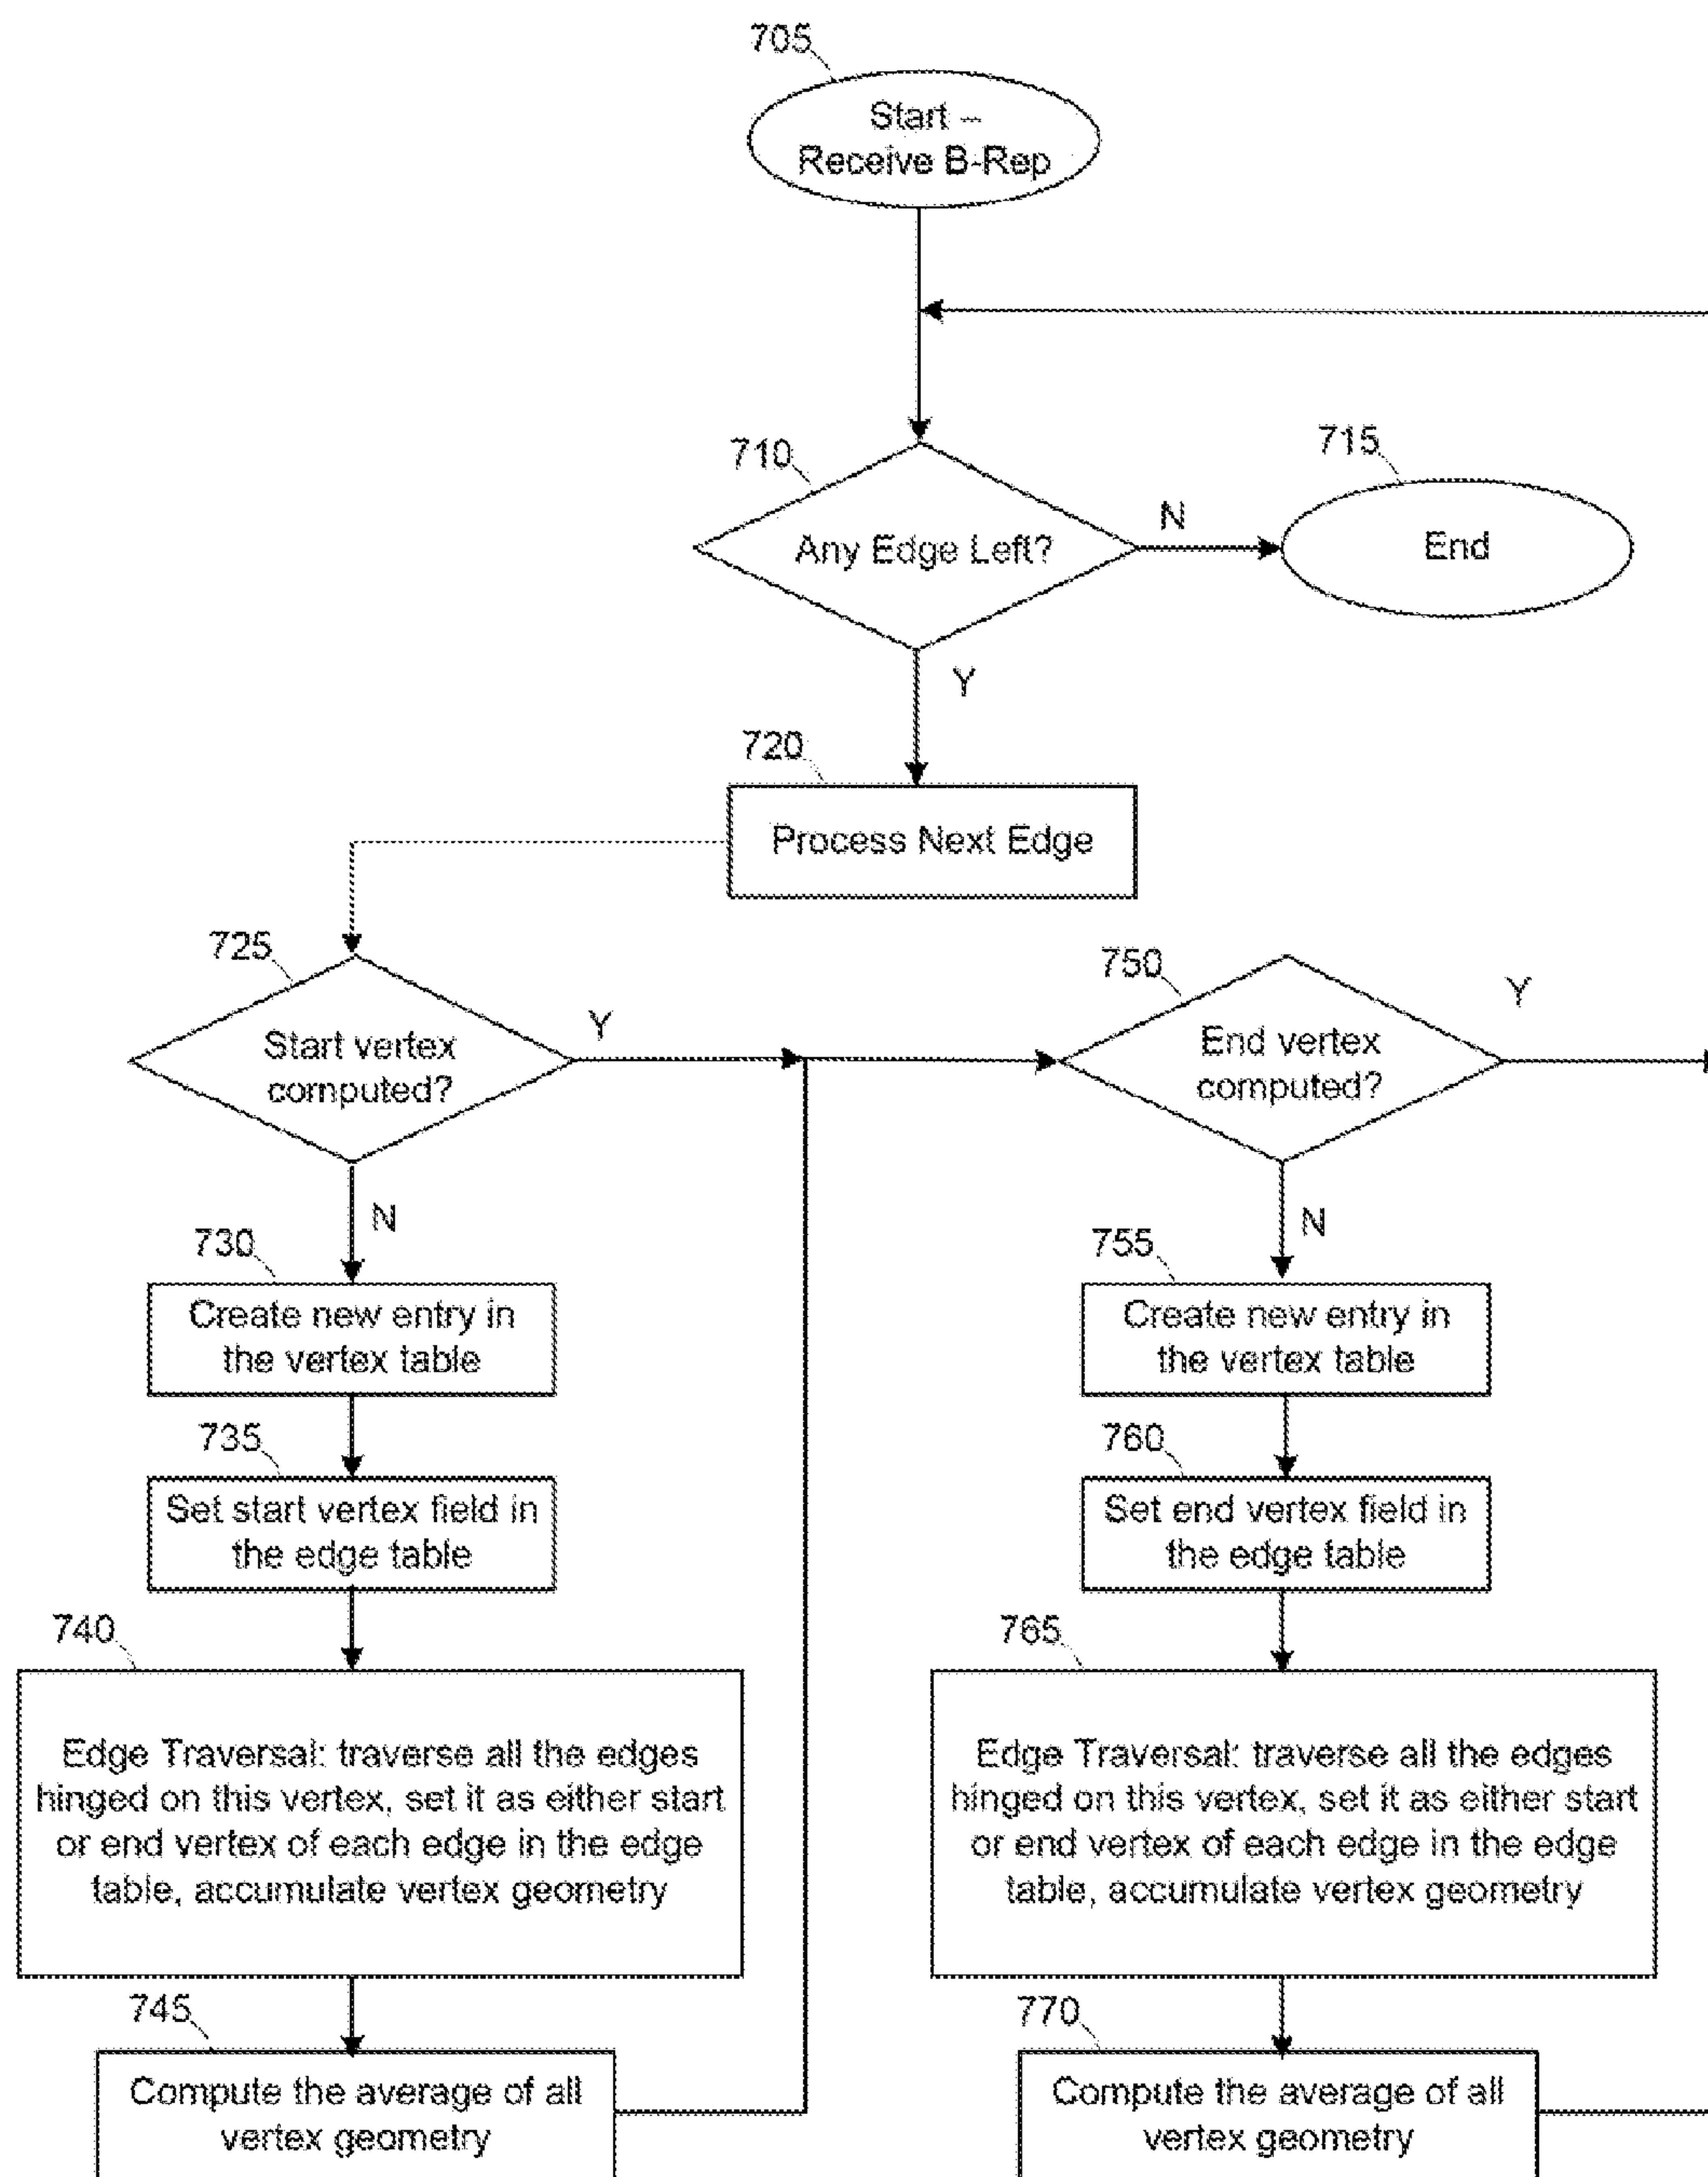 705
Start –
Receive B-Rep
710
Any Edge Left?
N
715
End
Y
720
Process Next Edge
725
Start vertex
computed?
Y
750
End vertex
computed?
Y
N
730
Create new entry in
the vertex table
735
Set start vertex field in
the edge table
740
Edge Traversal: traverse all the edges
hinged on this vertex, set it as either start
or end vertex of each edge in the edge
table, accumulate vertex geometry
745
Compute the average of all
vertex geometry
N
755
Create new entry in
the vertex table
760
Set end vertex field in
the edge table
765
Edge Traversal: traverse all the edges
hinged on this vertex, set it as either start
or end vertex of each edge in the edge
table, accumulate vertex geometry
770
Compute the average of all
vertex geometry